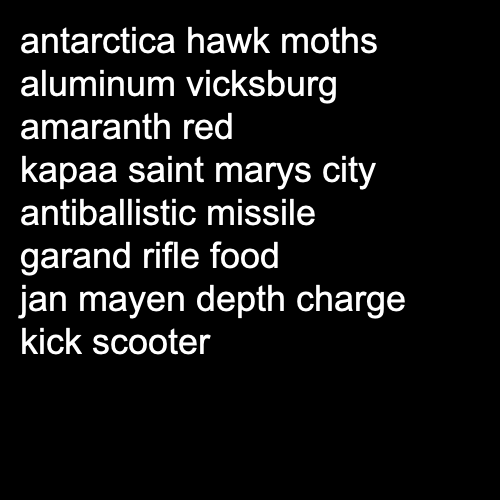 antarctica hawk moths
aluminum vicksburg
amaranth red
kapaa saint marys city
antiballistic missile
garand rifle food
jan mayen depth charge
kick scooter